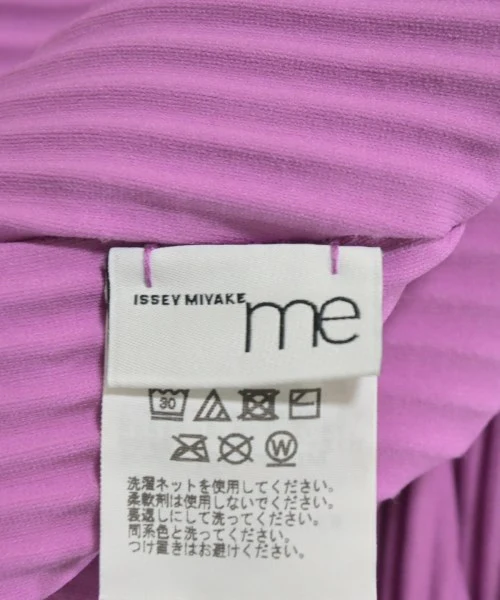 ISSEY MIYAKE me
30
W
洗濯ネットを使用してください。
柔軟剤は使用しないでください。
裏返しにして洗ってください。
同系色と洗ってください。
つけ置きはお避けください。